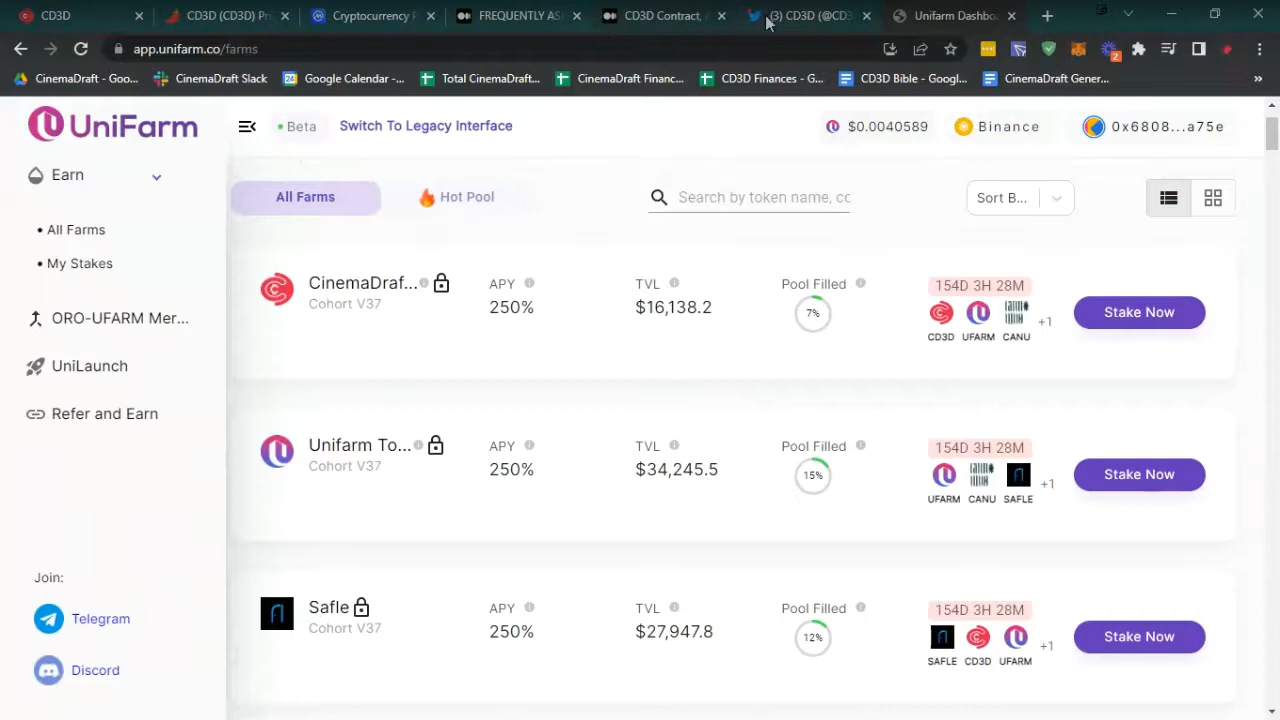 CD3D
CD3D (CD3D) Pri
Cryptocurrency P
FREQUENTLY ASK
CD3D Contract, A
(3) CD3D (@CD3
Unifarm Dashbo
app.unifarm.co/farms
CinemaDraft - Goo...
CinemaDraft Slack
Google Calendar -...
Total CinemaDraft...
CinemaDraft Financ...
CD3D Finances - G...
CD3D Bible - Googl...
CinemaDraft Gener...
»
2
UniFarm
Beta
Switch To Legacy Interface
$0.0040589
Binance
0x6808...a75e
Earn
• All Farms
• My Stakes
ORO-UFARM Mer...
UniLaunch
Refer and Earn
Join:
Telegram
Discord
All Farms
Hot Pool
Search by token name, cc
Sort B...
CinemaDraf...
Cohort V37
APY
250%
TVL
$16,138.2
Pool Filled
7%
154D 3H 28M
CD3D UFARM CANU +1
Stake Now
Unifarm To...
Cohort V37
APY
250%
TVL
$34,245.5
Pool Filled
15%
154D 3H 28M
UFARM CANU SAFLE +1
Stake Now
Safle
Cohort V37
APY
250%
TVL
$27,947.8
Pool Filled
12%
154D 3H 28M
SAFLE CD3D UFARM +1
Stake Now